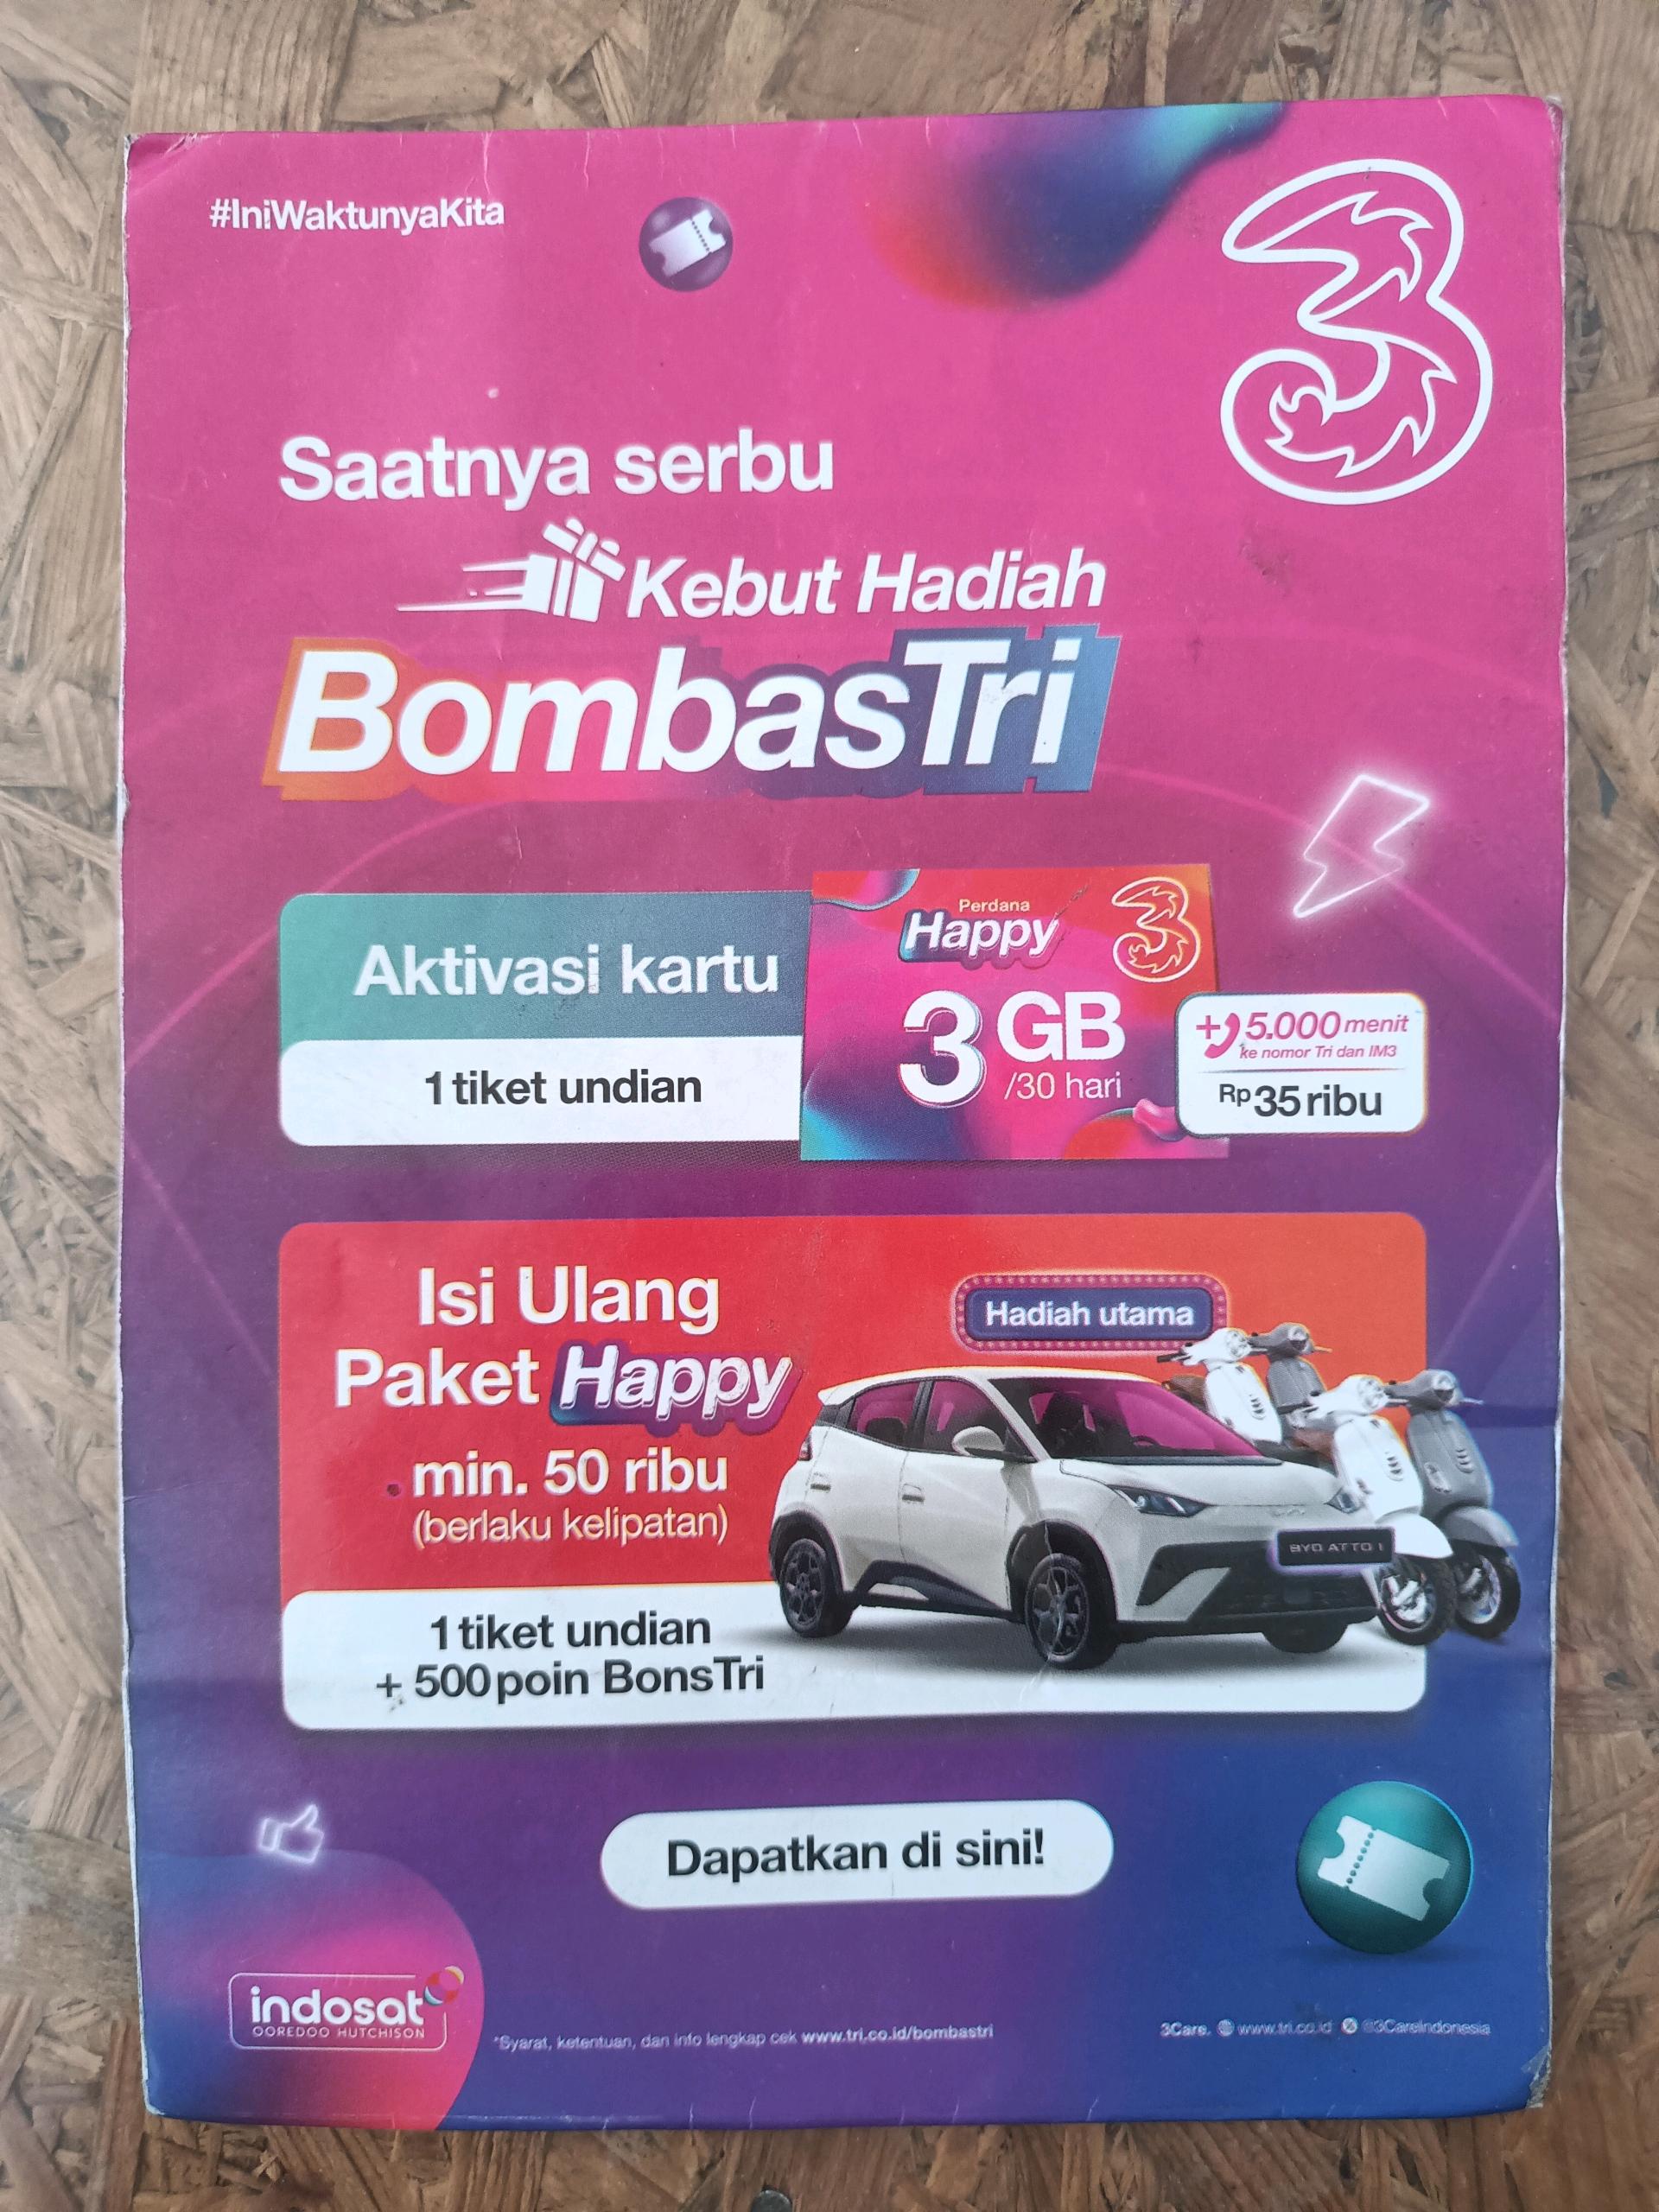 #IniWaktunyaKita
3
Saatnya serbu
Kebut Hadiah
BombasTri
Aktivasi kartu
1 tiket undian
Perdana
Happy
3
3 GB
/30 hari
+ 5.000 menit
ke nomor Tri dan IM3
Rp35 ribu
Isi Ulang
Paket Happy
min. 50 ribu
(berlaku kelipatan)
1 tiket undian
+ 500 poin BonsTri
Hadiah utama
BYD ATTO 1
Dapatkan di sini!
indosat
OOREDOO HUTCHISON
*Syarat, ketentuan, dan info lengkap cek www.tri.co.id/bombastri
3Care. www.tri.co.id @3CareIndonesia